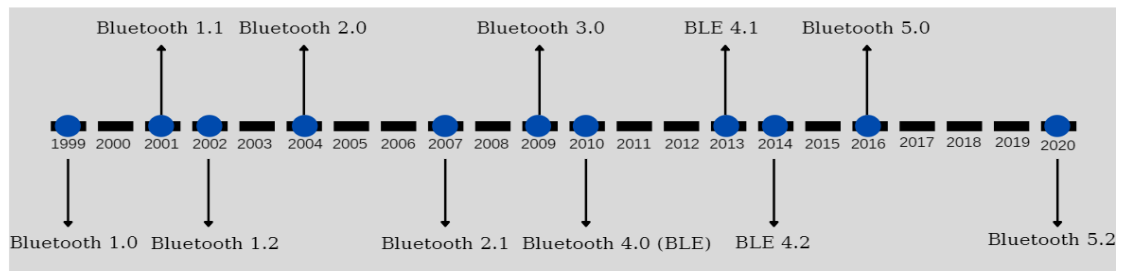 Bluetooth 1.1 Bluetooth 2.0 Bluetooth 3.0 BLE 4.1 Bluetooth 5.0
1999 2000 2001 2002 2003 2004 2005 2006 2007 2008 2009 2010 2011 2012 2013 2014 2015 2016 2017 2018 2019 2020
Bluetooth 1.0 Bluetooth 1.2 Bluetooth 2.1 Bluetooth 4.0 (BLE) BLE 4.2 Bluetooth 5.2